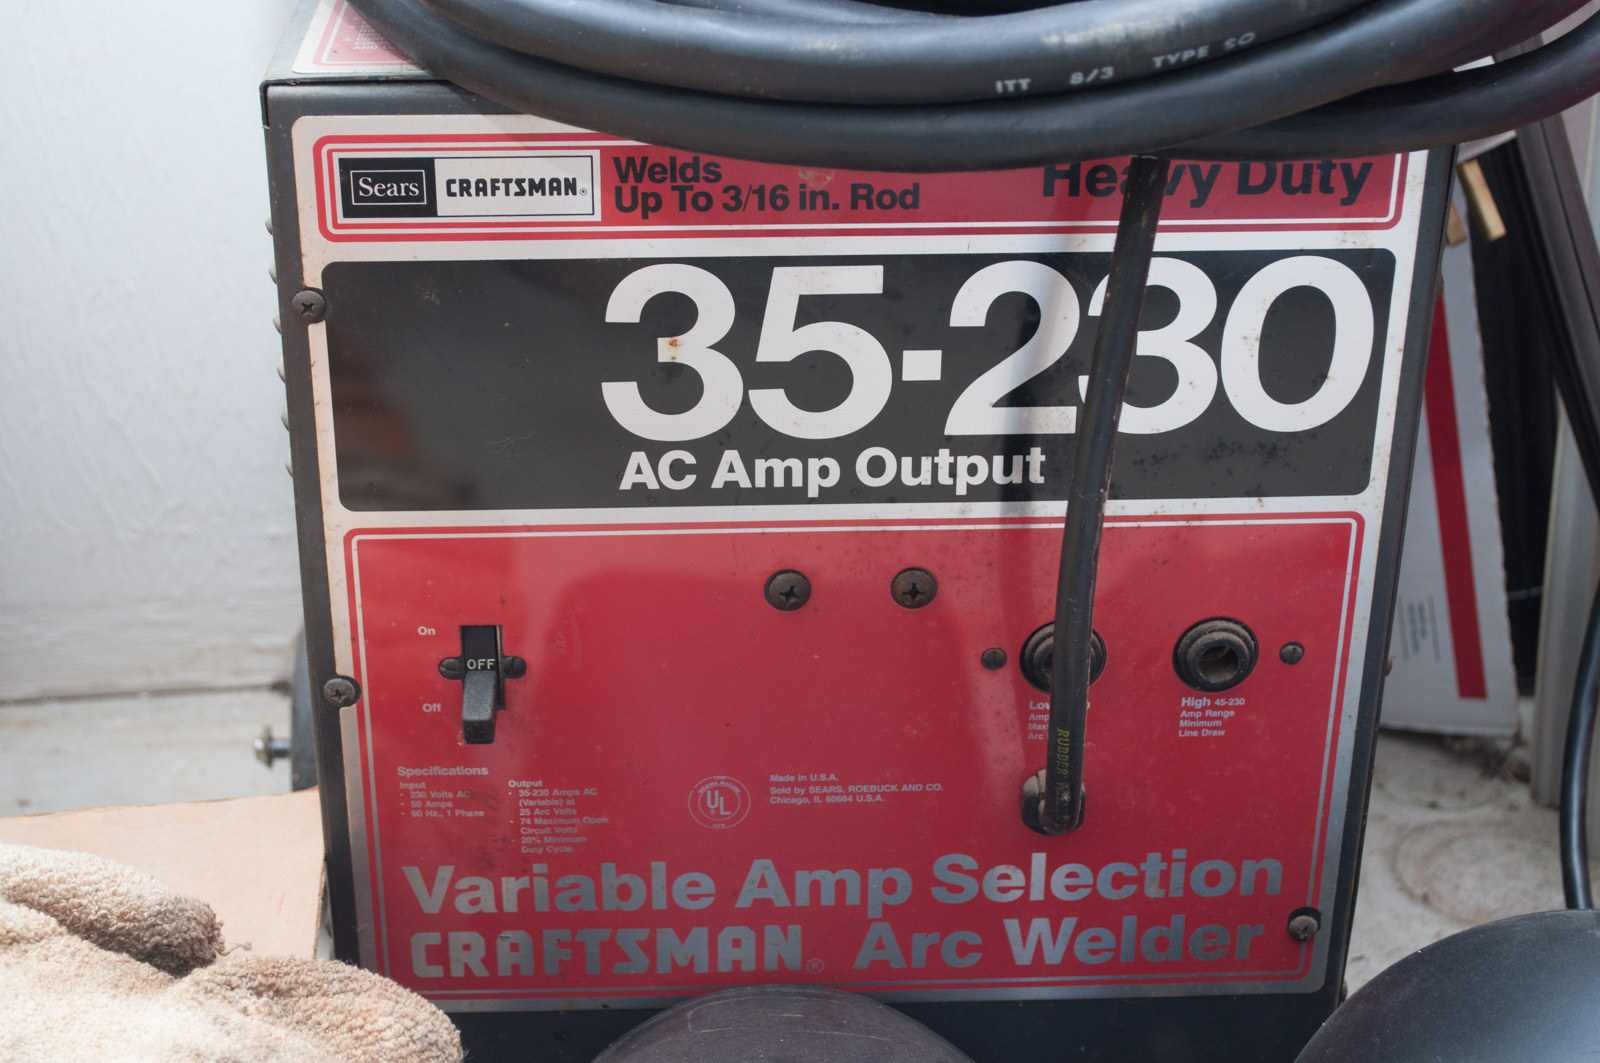 ITT 8/3 TYPE SO
Sears CRAFTSMAN®
Welds
Up To 3/16 in. Rod
Heavy Duty
35-230
AC Amp Output
On
OFF
Off
High 45-230
Amp Range
Minimum
Line Draw
Low
Amp
Arc
RUBBER
Specifications
Input
• 230 Volts AC
• 50 Amps
• 60 Hz., 1 Phase
Output
• 35-230 Amps AC
(Variable) at
25 Arc Volts
• 74 Maximum Open
Circuit Volts
• 20% Minimum
Duty Cycle
UL
Made in U.S.A.
Sold by SEARS, ROEBUCK AND CO.
Chicago, IL 60684 U.S.A.
Variable Amp Selection
CRAFTSMAN® Arc Welder